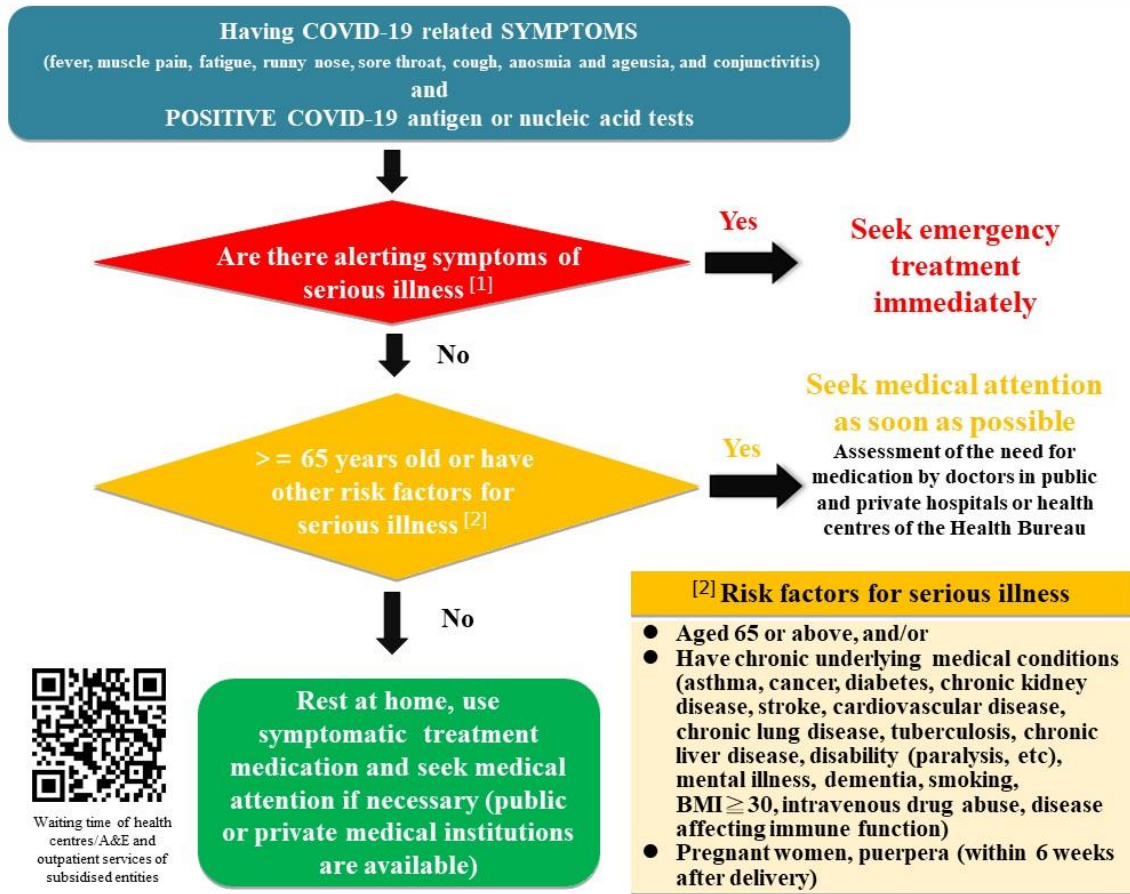 Having COVID-19 related SYMPTOMS
(fever, muscle pain, fatigue, runny nose, sore throat, cough, anosmia and ageusia, and conjunctivitis)
and
POSITIVE COVID-19 antigen or nucleic acid tests
Are there alerting symptoms of
serious illness [1]
Yes
Seek emergency
treatment
immediately
No
> = 65 years old or have
other risk factors for
serious illness [2]
Yes
Seek medical attention
as soon as possible
Assessment of the need for
medication by doctors in public
and private hospitals or health
centres of the Health Bureau
No
Rest at home, use
symptomatic treatment
medication and seek medical
attention if necessary (public
or private medical institutions
are available)
Waiting time of health
centres/A&E and
outpatient services of
subsidised entities
[2] Risk factors for serious illness
● Aged 65 or above, and/or
● Have chronic underlying medical conditions
(asthma, cancer, diabetes, chronic kidney
disease, stroke, cardiovascular disease,
chronic lung disease, tuberculosis, chronic
liver disease, disability (paralysis, etc),
mental illness, dementia, smoking,
BMI≧30, intravenous drug abuse, disease
affecting immune function)
● Pregnant women, puerpera (within 6 weeks
after delivery)